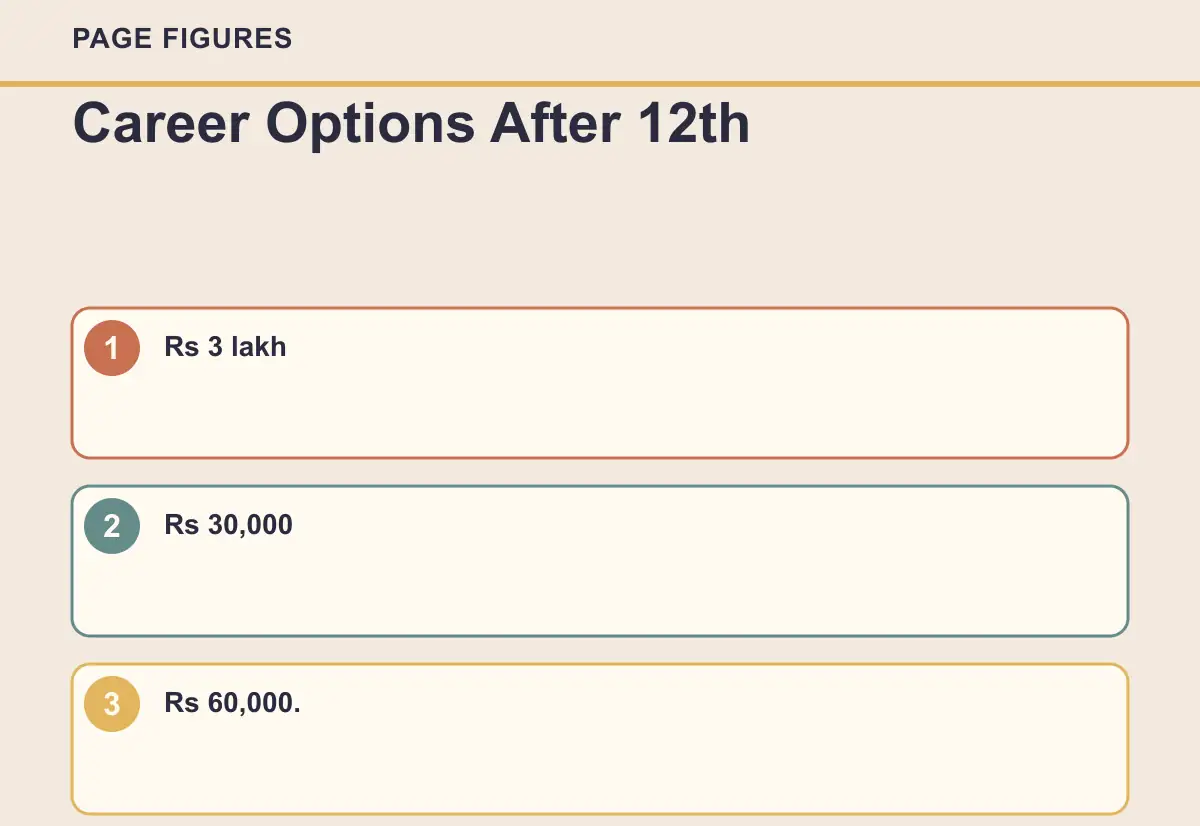 PAGE FIGURES
Career Options After 12th
1 Rs 3 lakh
2 Rs 30,000
3 Rs 60,000.